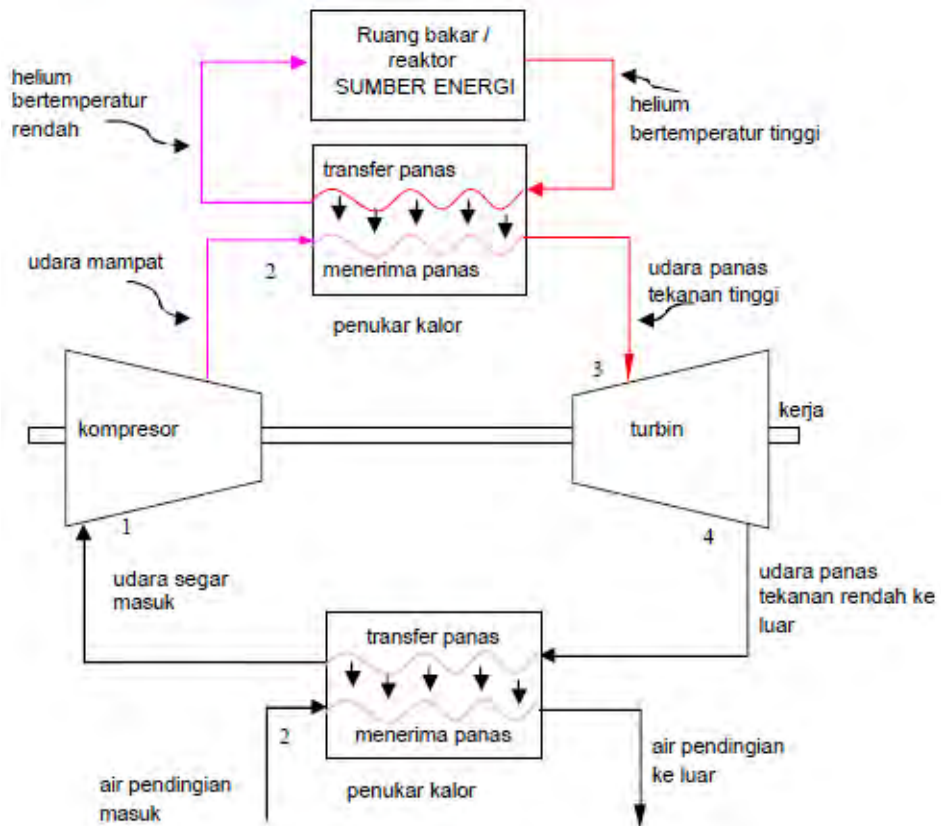 Ruang bakar /
reaktor
SUMBER ENERGI
helium
bertemperatur
rendah
helium
bertemperatur tinggi
transfer panas
menerima panas
2
udara mampat
udara panas
tekanan tinggi
penukar kalor
3
kompresor
turbin
kerja
1
4
udara segar
masuk
udara panas
tekanan rendah ke
luar
transfer panas
menerima panas
2
air pendingian
masuk
penukar kalor
air pendingian
ke luar